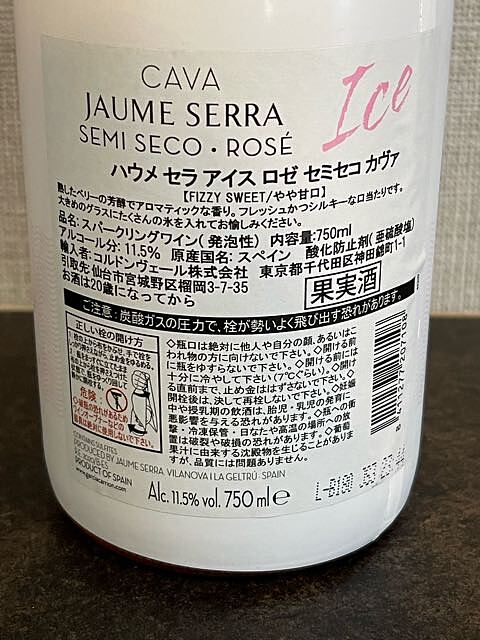 CAVA
JAUME SERRA
SEMI SECO・ROSÉ
Ice
ハウメ セラ アイス ロゼ セミセコ カヴァ
【FIZZY SWEET/やや甘口】
熟したベリーの芳醇でアロマティックな香り。フレッシュかつシルキーな口当たりです。
大きめのグラスにたくさんの氷を入れてお愉しみください。
品名:スパークリングワイン(発泡性) 内容量:750ml
アルコール分:11.5% 原産国名:スペイン 酸化防止剤(亜硫酸塩)
輸入者:コルドンヴェール株式会社 東京都千代田区神田錦町1-1
引取先:仙台市宮城野区榴岡3-7-35
お酒は20歳になってから
果実酒
ご注意:炭酸ガスの圧力で、栓が勢いよく飛び出す恐れがあります。
正しい栓の開け方
危険
◇瓶口は絶対に他人や自分の顔、あるいはこ
われ物の方に向けないで下さい。◇開ける前
に瓶をゆすらないで下さい。◇開ける前には
十分に冷やして下さい(7℃ぐらい)。◇開け
る直前まで、止め金ははずさないで下さい。◇
開栓後は、決して再栓しないで下さい。◇妊娠
中や授乳期の飲酒は、胎児・乳児の発育に
悪影響を与える恐れがあります。◇瓶への衝
撃・冷凍保管・日なたや高温の場所への放
置は破裂や破損の恐れがあります。◇葡萄
果汁に由来する沈殿物を生じることがありま
すが、品質には問題ありません。
CONTAINS SULFITES
PRODUCED BY JAUME SERRA. VILANOVA I LA GELTRÚ - SPAIN
PRODUCT OF SPAIN
www.garciacarrion.com
Alc. 11.5% vol. 750 ml e